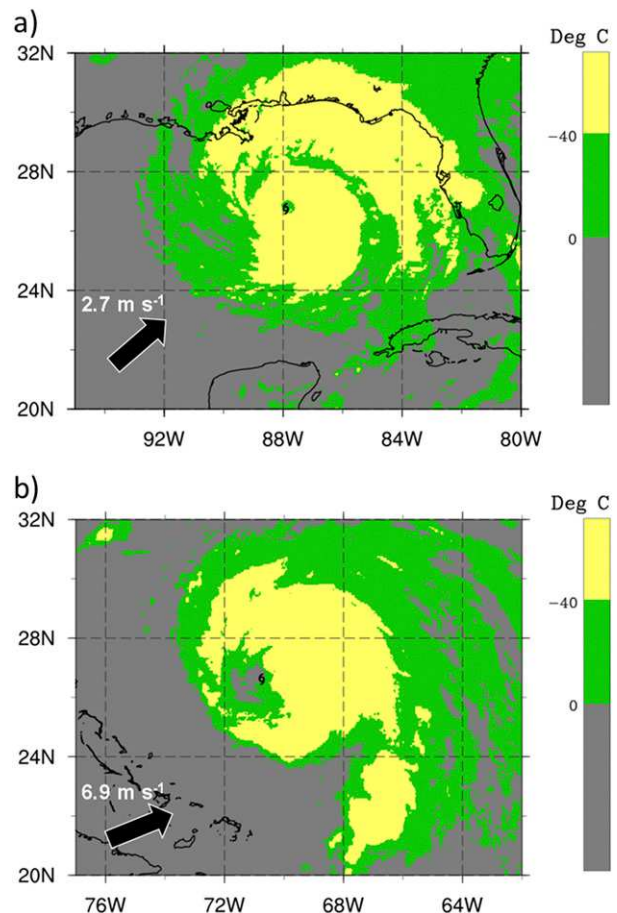 a)
Deg C
32N
28N
24N
20N
2.7 m s⁻¹
92W 88W 84W 80W
−40
0
b)
Deg C
32N
28N
24N
20N
6.9 m s⁻¹
76W 72W 68W 64W
−40
0